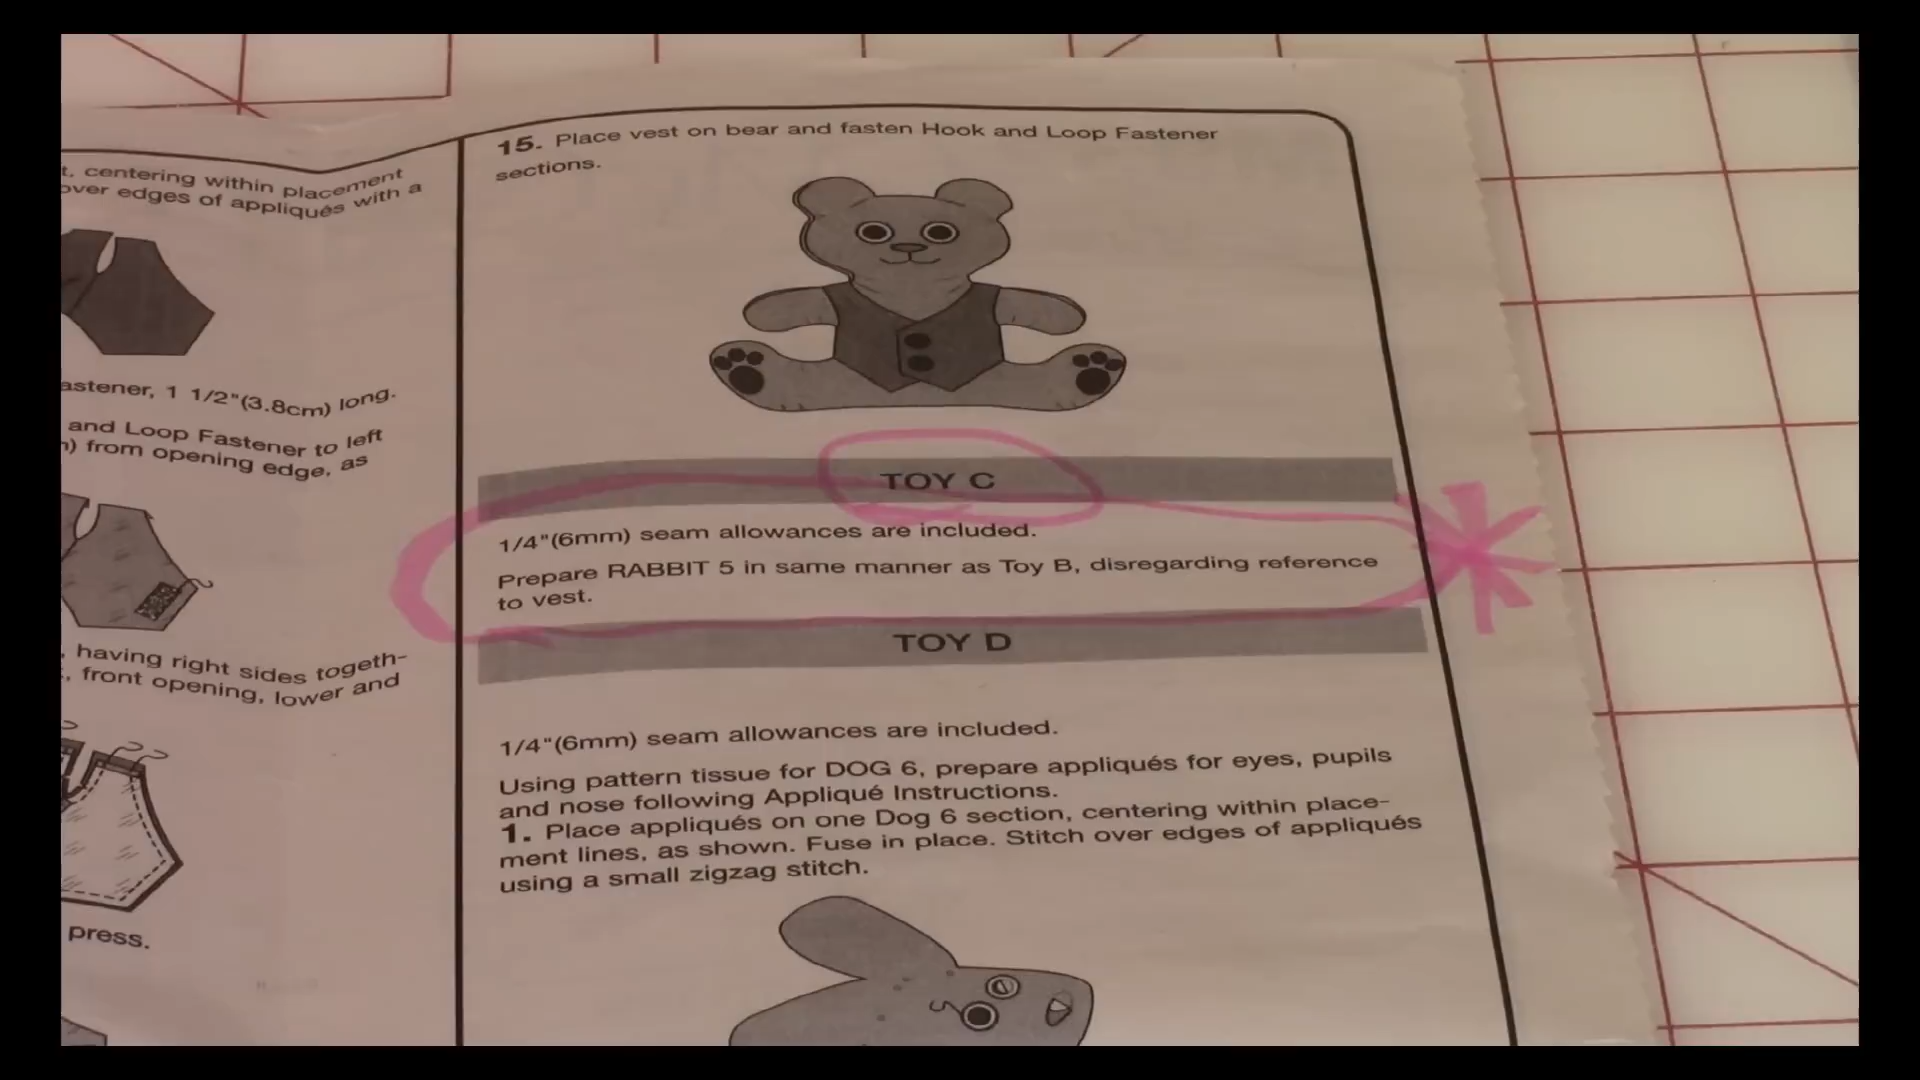 t, centering within placement
over edges of appliqués with a
astener, 1 1/2"(3.8cm) long.
and Loop Fastener to left
) from opening edge, as
, having right sides togeth-
, front opening, lower and
press.
15. Place vest on bear and fasten Hook and Loop Fastener
sections.
TOY C
1/4"(6mm) seam allowances are included.
Prepare RABBIT 5 in same manner as Toy B, disregarding reference
to vest.
TOY D
1/4"(6mm) seam allowances are included.
Using pattern tissue for DOG 6, prepare appliqués for eyes, pupils
and nose following Appliqué Instructions.
1. Place appliqués on one Dog 6 section, centering within place-
ment lines, as shown. Fuse in place. Stitch over edges of appliqués
using a small zigzag stitch.